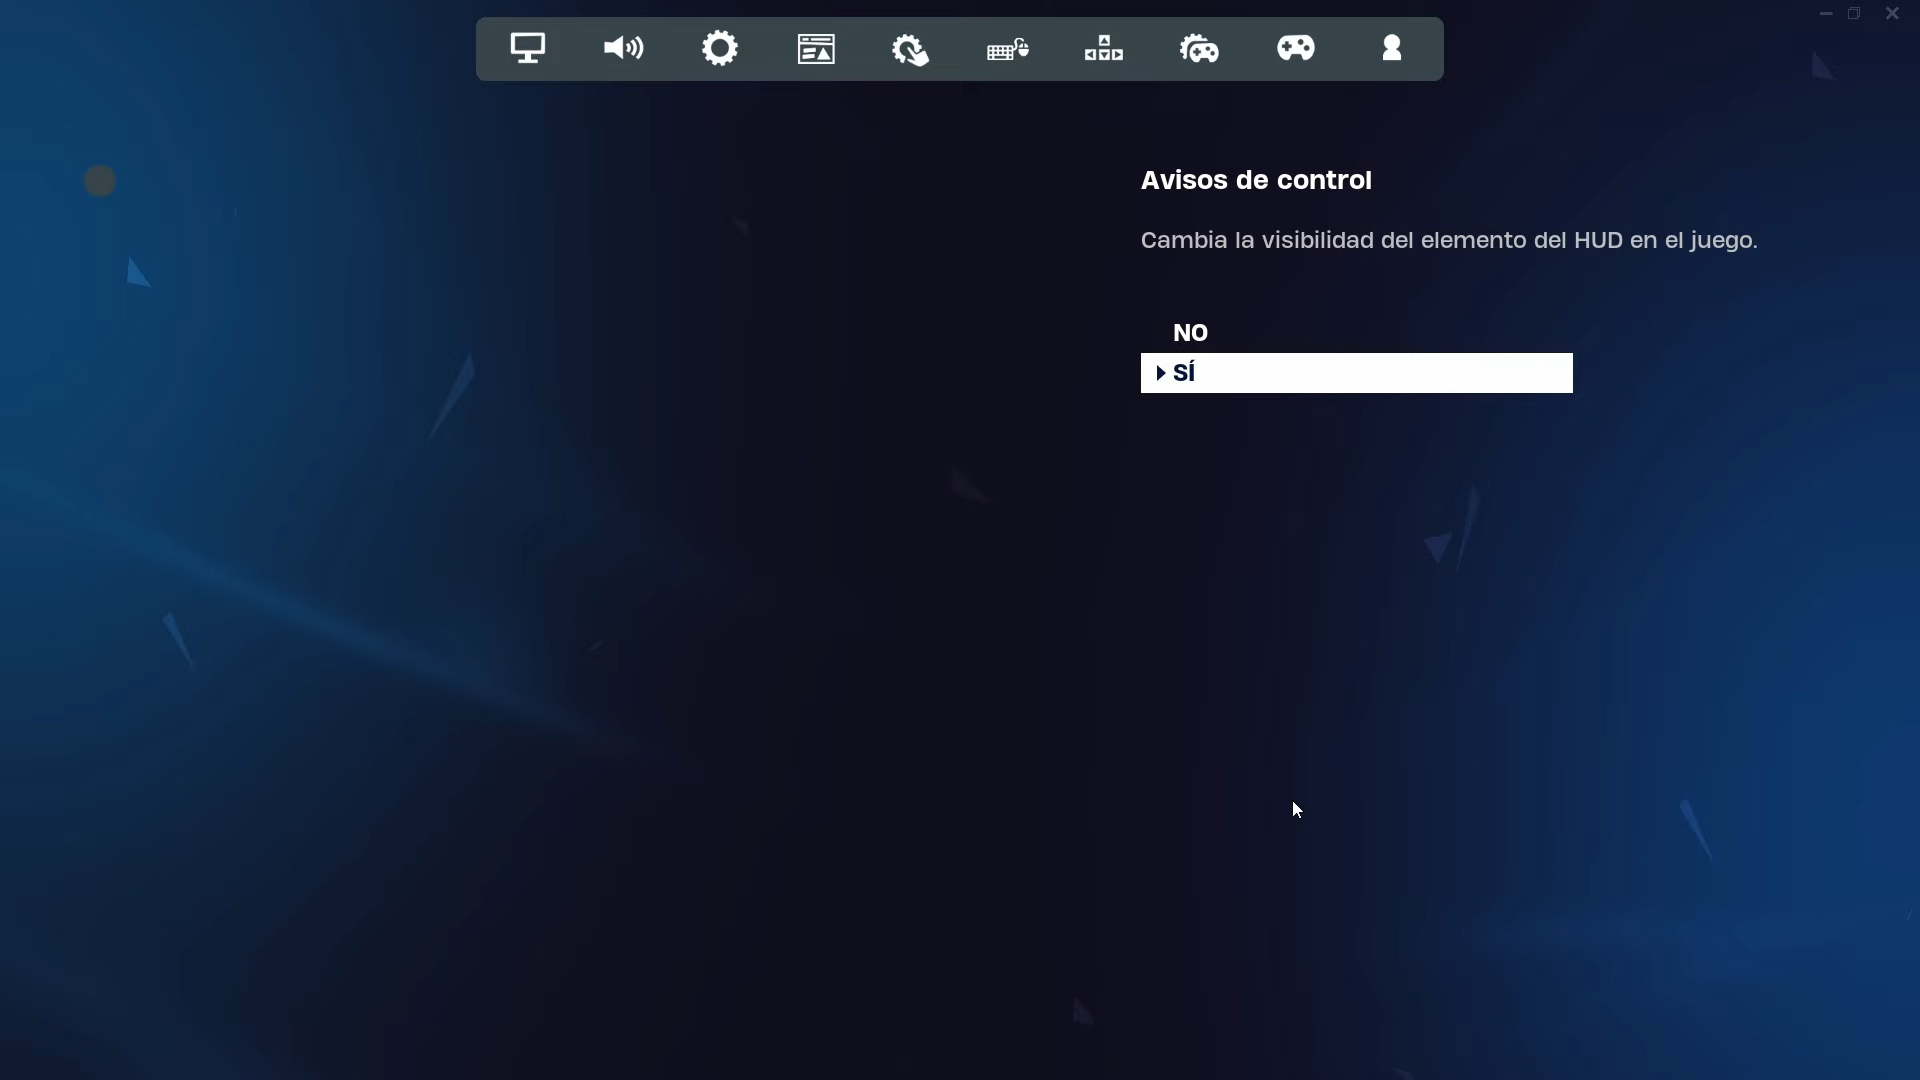 Avisos de control
Cambia la visibilidad del elemento del HUD en el juego.
NO
SÍ